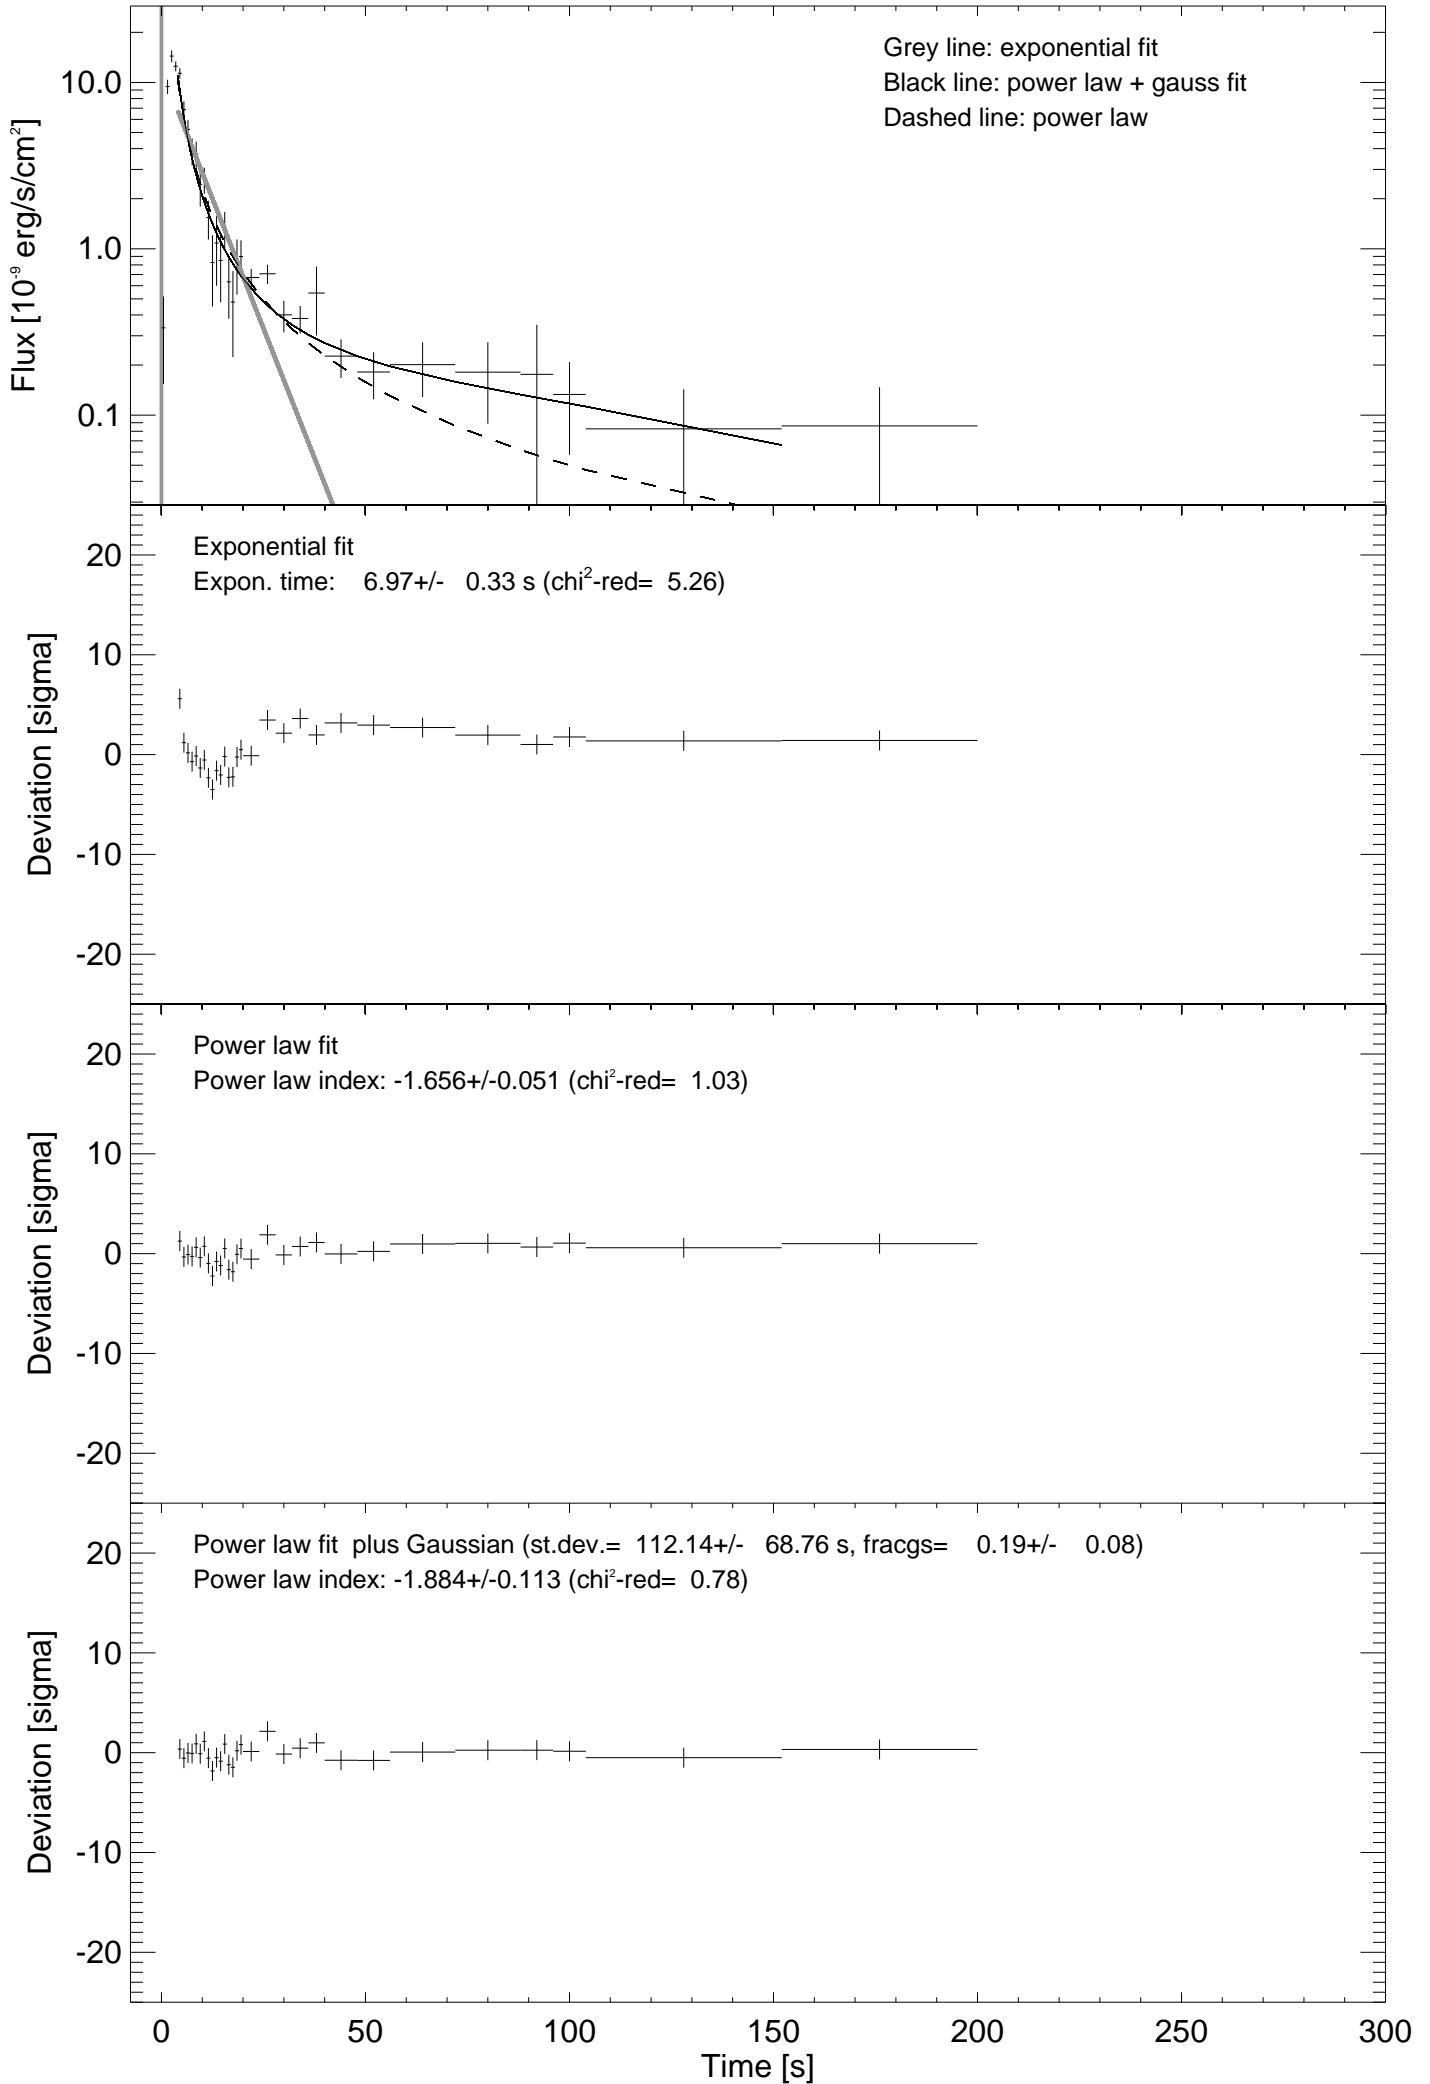 Grey line: exponential fit
Black line: power law + gauss fit
Dashed line: power law
10.0
1.0
0.1
Flux [10⁻⁹ erg/s/cm²]
Exponential fit
Expon. time: 6.97+/- 0.33 s (chi²-red= 5.26)
20
10
0
-10
-20
Deviation [sigma]
Power law fit
Power law index: -1.656+/-0.051 (chi²-red= 1.03)
20
10
0
-10
-20
Deviation [sigma]
Power law fit plus Gaussian (st.dev.= 112.14+/- 68.76 s, fracgs= 0.19+/- 0.08)
Power law index: -1.884+/-0.113 (chi²-red= 0.78)
20
10
0
-10
-20
Deviation [sigma]
0 50 100 150 200 250 300
Time [s]